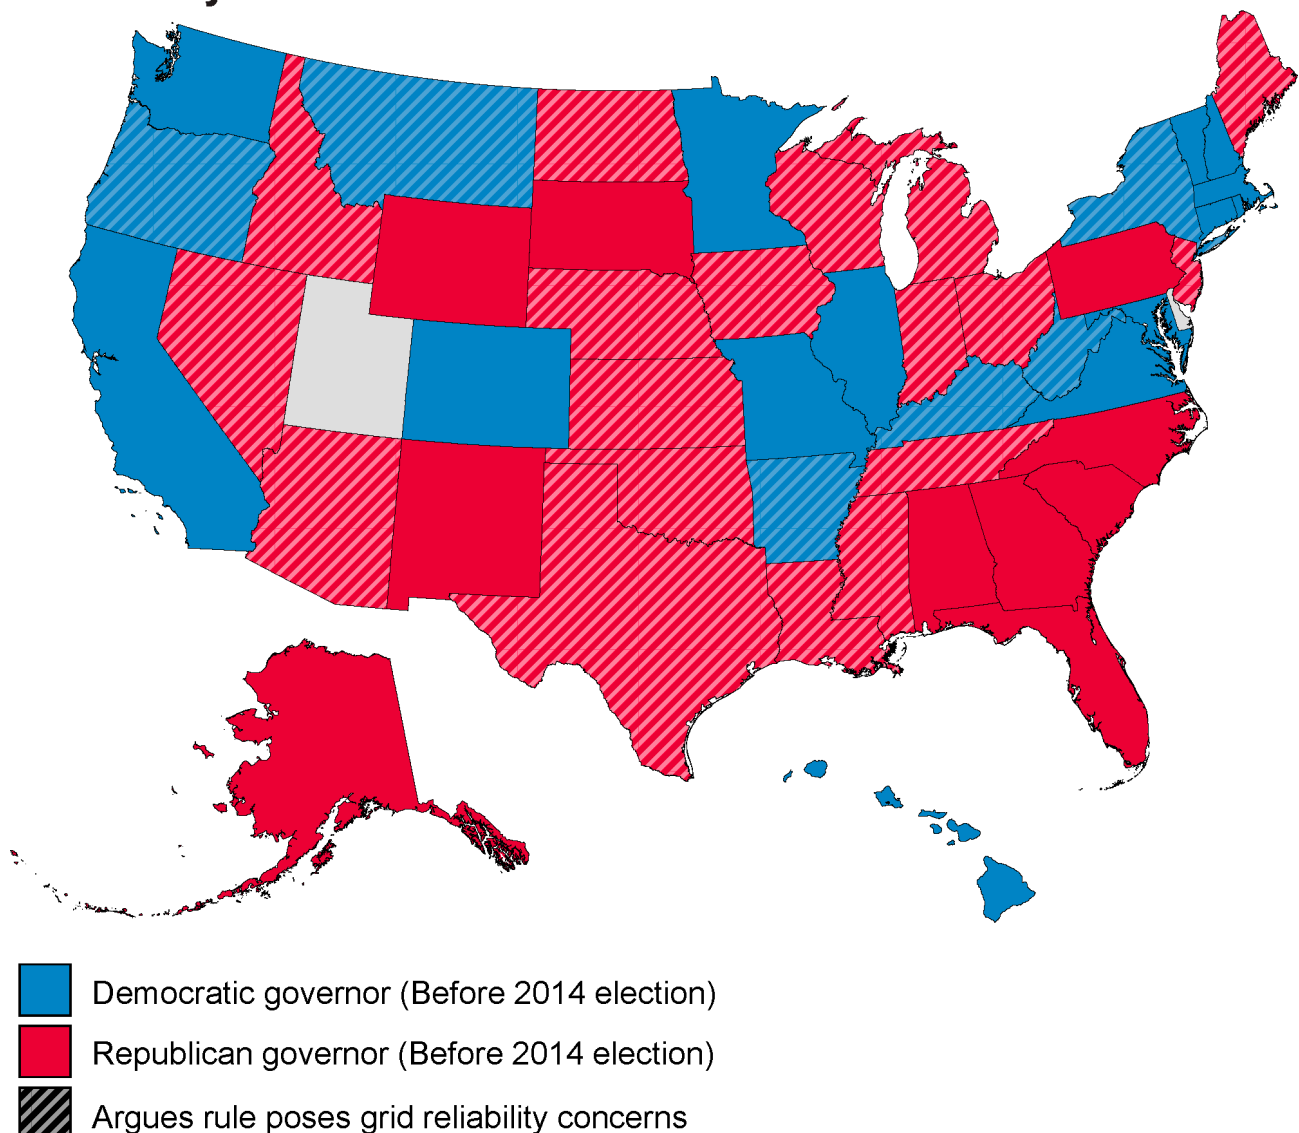 Democratic governor (Before 2014 election)
Republican governor (Before 2014 election)
Argues rule poses grid reliability concerns